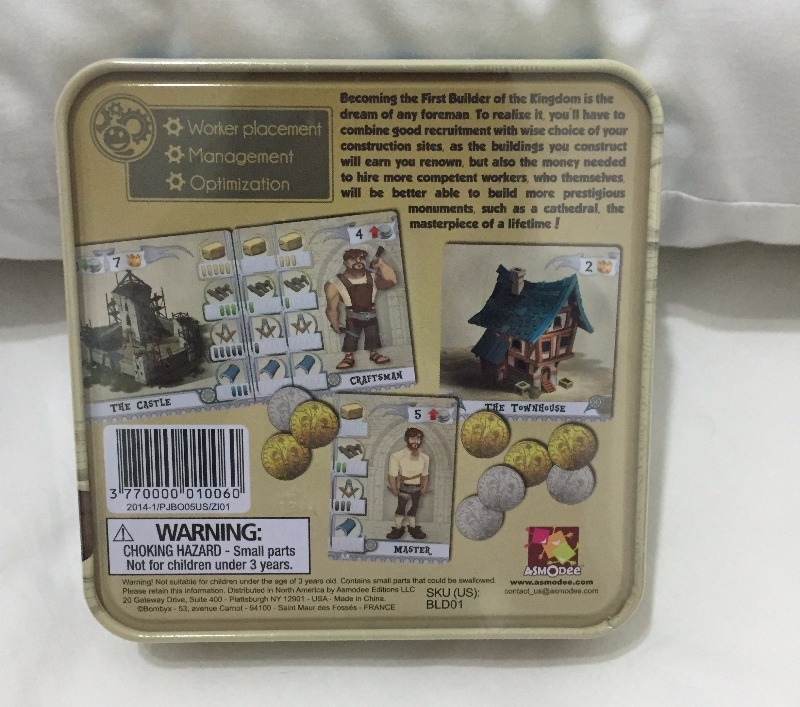 Worker placement
Management
Optimization
Becoming the First Builder of the Kingdom is the
dream of any foreman. To realize it, you'll have to
combine good recruitment with wise choice of your
construction sites, as the buildings you construct
will earn you renown, but also the money needed
to hire more competent workers, who themselves,
will be better able to build more prestigious
monuments, such as a cathedral, the
masterpiece of a lifetime!
7
4
2
THE CASTLE
CRAFTSMAN
THE TOWNHOUSE
5
MASTER
3 770000 010060
2014-1/PJBO05US/ZI01
WARNING:
CHOKING HAZARD - Small parts
Not for children under 3 years.
Warning! Not suitable for children under the age of 3 years old. Contains small parts that could be swallowed.
Please retain this information. Distributed in North America by Asmodee Editions LLC
20 Gateway Drive, Suite 400 - Plattsburgh NY 12901 - USA - Made in China.
©Bombyx - 53, avenue Carnot - 94100 - Saint Maur des Fossés - FRANCE
SKU (US):
BLD01
ASMODee
www.asmodee.com
contact_us@asmodee.com